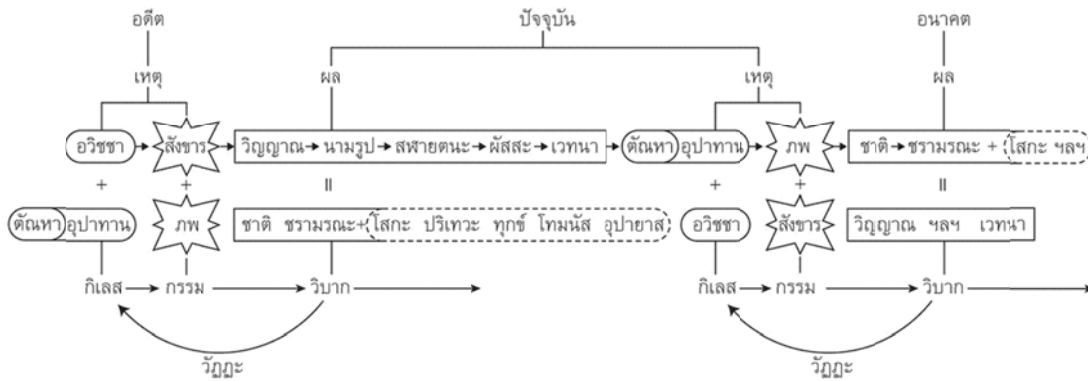 อดีต ปัจจุบัน อนาคต
เหตุ ผล เหตุ ผล
อวิชชา สังขาร วิญญาณ นามรูป สฬายตนะ ผัสสะ เวทนา ตัณหา อุปาทาน ภพ ชาติ ชรามรณะ + โสกะ ฯลฯ
+ + = + + =
ตัณหา อุปาทาน ภพ ชาติ ชรามรณะ+ โสกะ ปริเทวะ ทุกข์ โทมนัส อุปายาส อวิชชา สังขาร วิญญาณ ฯลฯ เวทนา
กิเลส กรรม วิบาก กิเลส กรรม วิบาก
วัฏฏะ วัฏฏะ